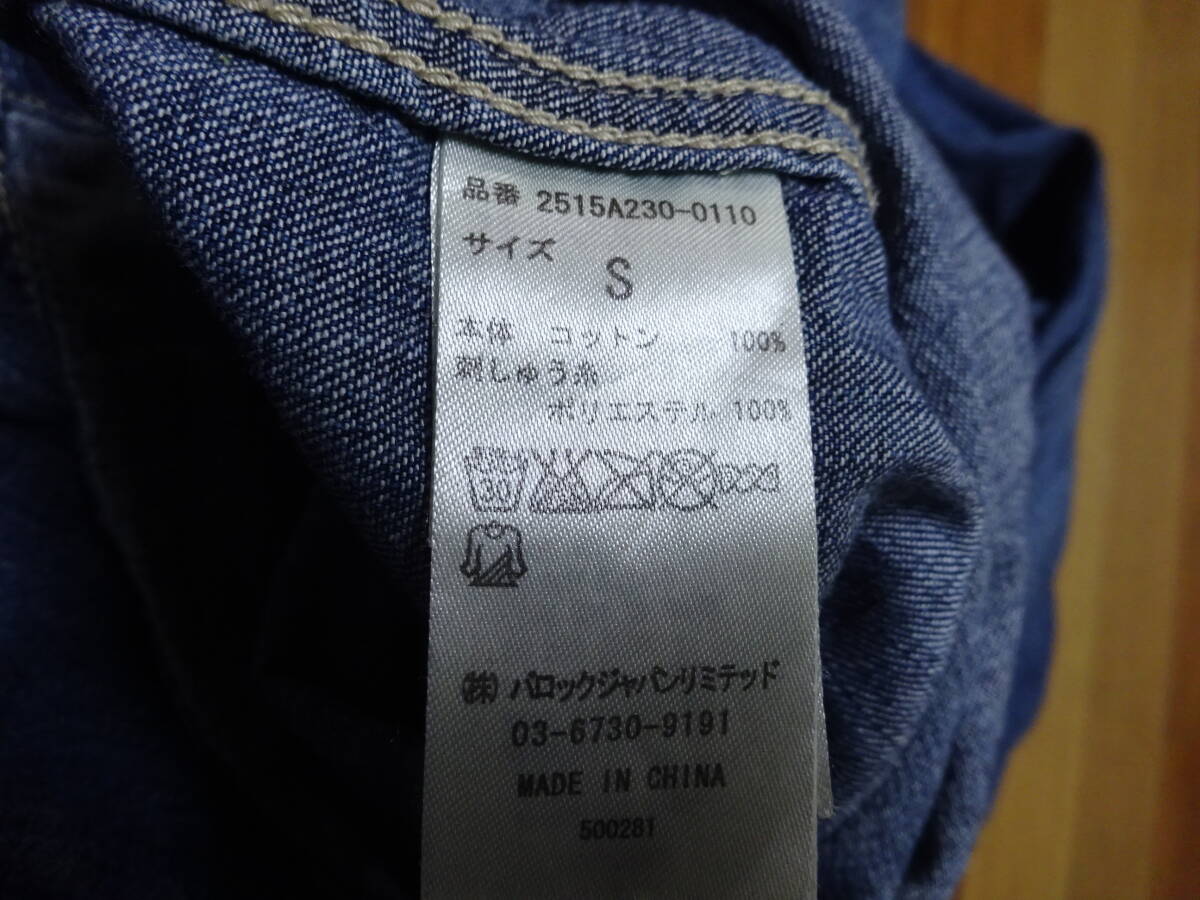 品番 2515A230-0110
サイズ
S
本体 コットン 100%
刺しゅう糸
ポリエステル 100%
30
㈱ バロックジャパンリミテッド
03-6730-9191
MADE IN CHINA
500281